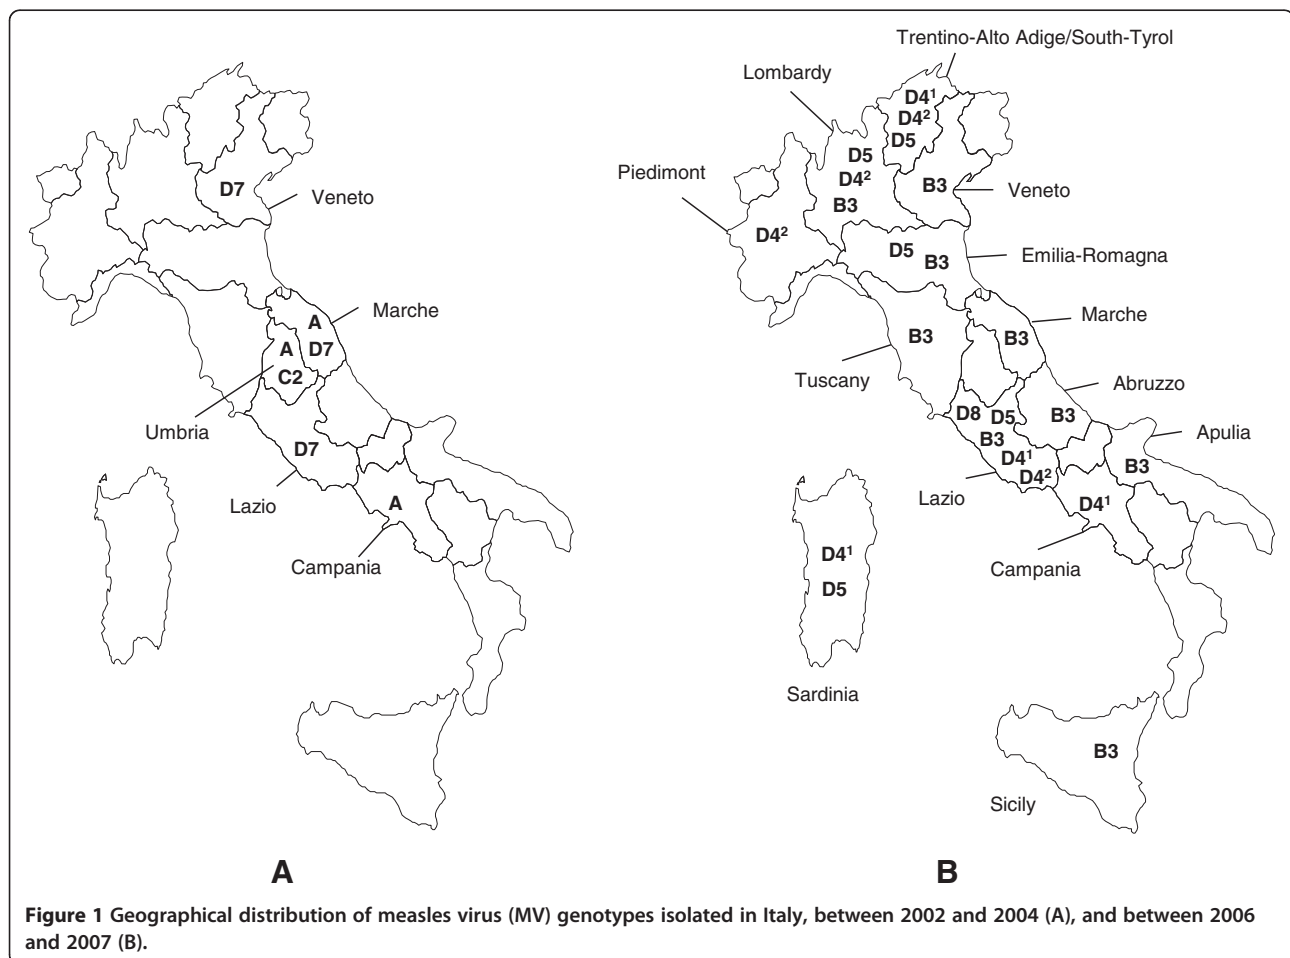 D7
Veneto
Marche
A
D7
A
C2
Umbria
D7
Lazio
A
Campania
A
Trentino-Alto Adige/South-Tyrol
Lombardy
D4¹
D4²
D5
D5
D4²
B3
Piedimont
D4²
B3
Veneto
D5
B3
Emilia-Romagna
B3
Tuscany
B3
Marche
Abruzzo
B3
Apulia
B3
D8
D5
B3
D4¹
D4²
Lazio
D4¹
Campania
D4¹
D5
Sardinia
B3
Sicily
B
Figure 1 Geographical distribution of measles virus (MV) genotypes isolated in Italy, between 2002 and 2004 (A), and between 2006
and 2007 (B).